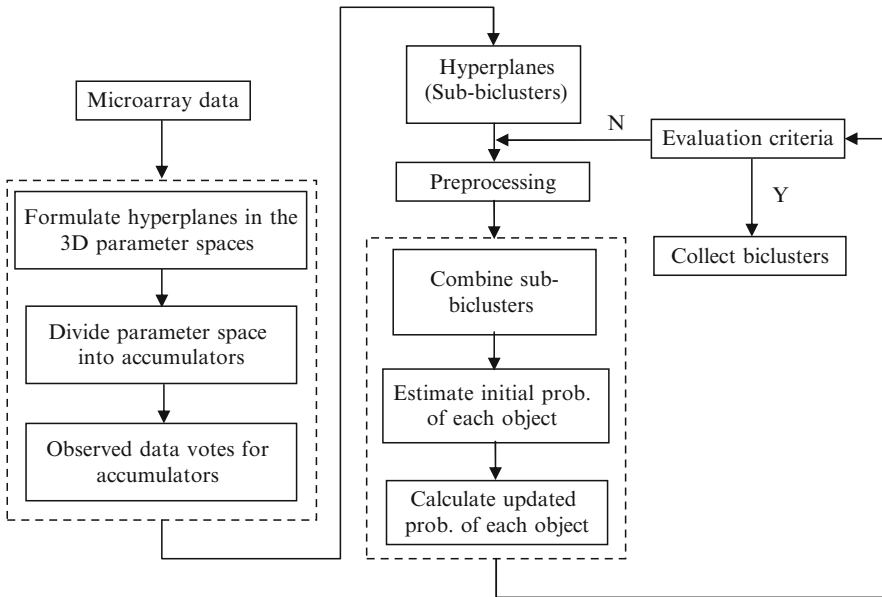 Microarray data
Formulate hyperplanes in the
3D parameter spaces
Divide parameter space
into accumulators
Observed data votes for
accumulators
Hyperplanes
(Sub-biclusters)
Preprocessing
Combine sub-
biclusters
Estimate initial prob.
of each object
Calculate updated
prob. of each object
N
Evaluation criteria
Y
Collect biclusters